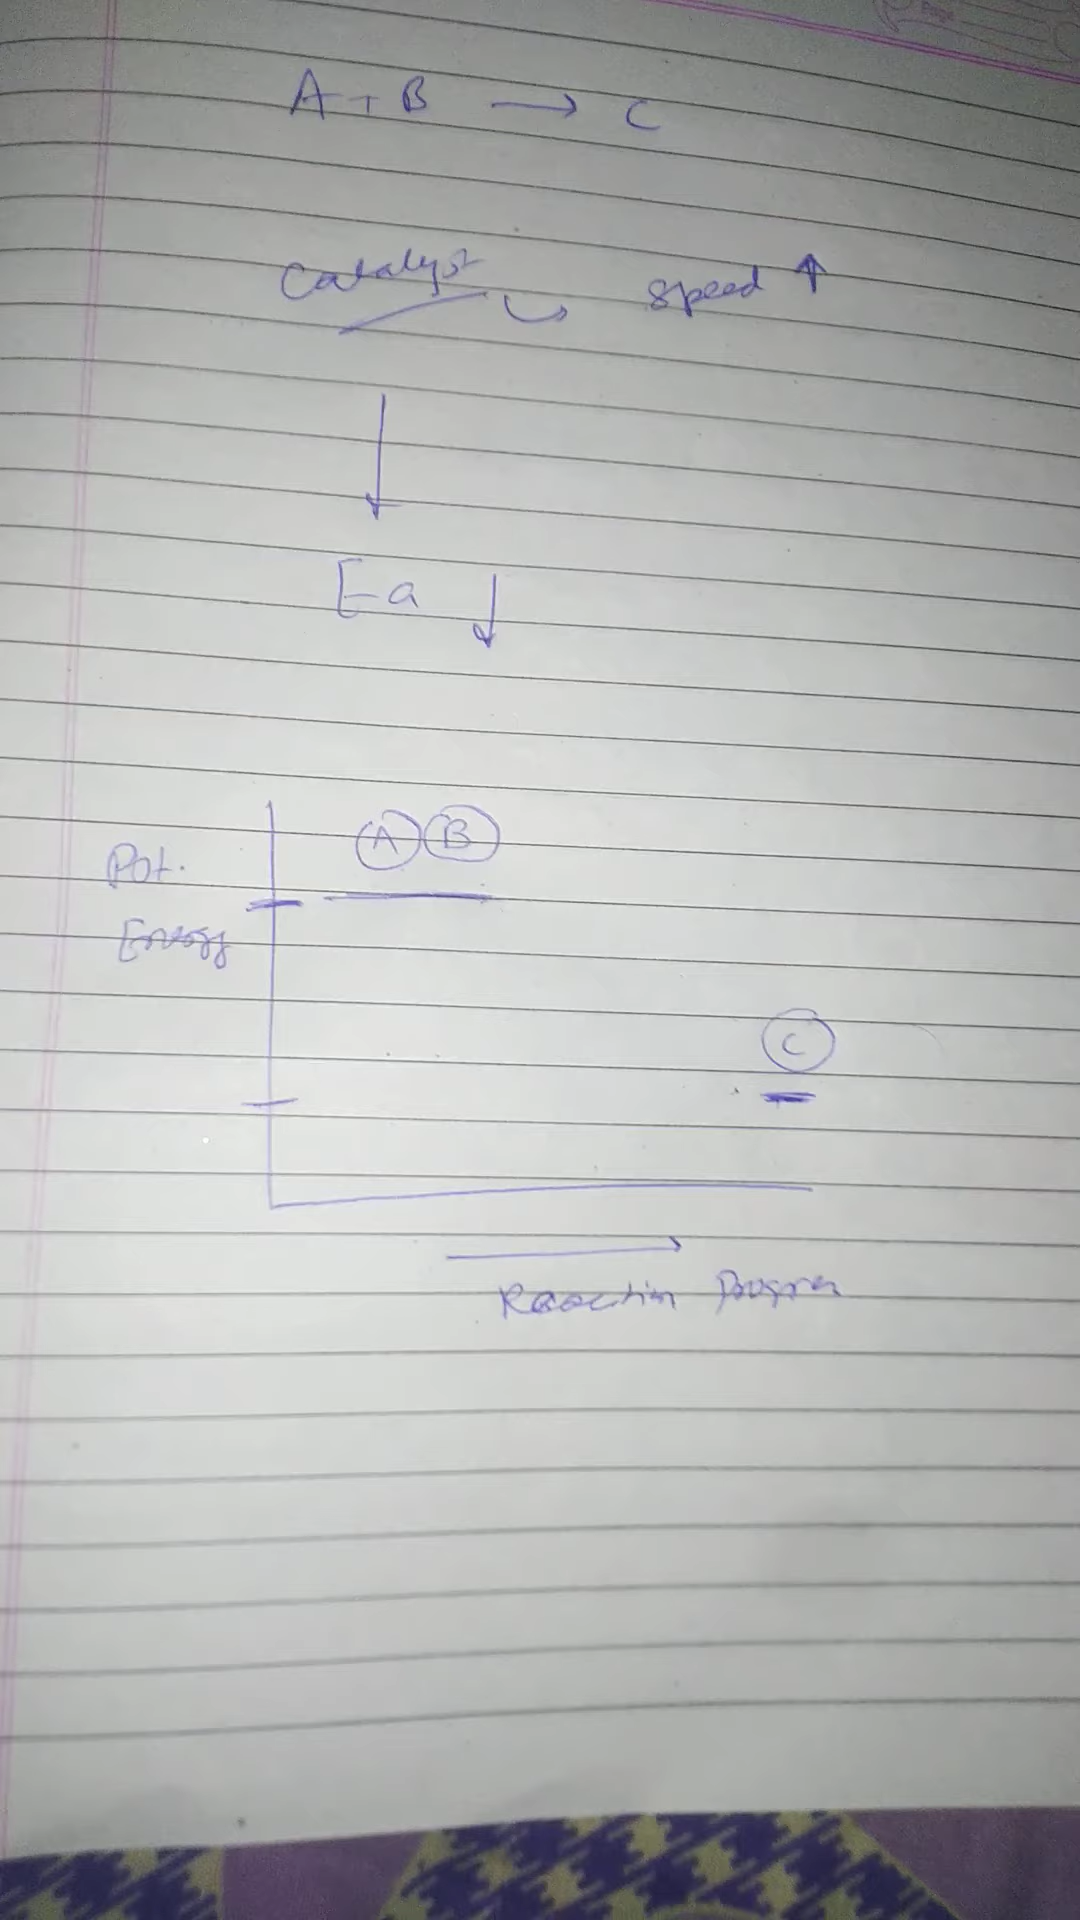 A + B → C
Catalyst → Speed ↑
↓
Ea ↓
A B
Pot.
Energy
C
→
Reaction Progress